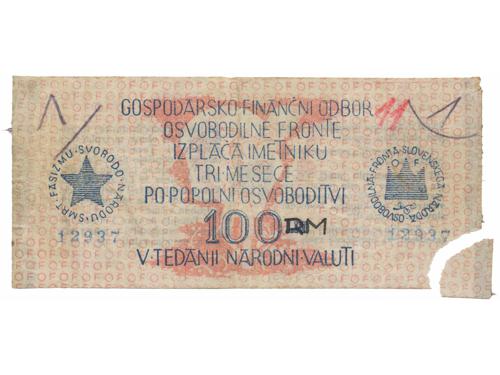 GOSPODARSKO-FINANČNI ODBOR
OSVOBODILNE FRONTE
IZPLAČA IMETNIKU
TRI MESECE
PO POPOLNI OSVOBODITVI
100
V TEDANJI NARODNI VALUTI
SMRT FAŠIZMU · SVOBODO NARODU
12937
OSVOBODILNA FRONTA SLOVENSKEGA NARODA
OF
12937
11